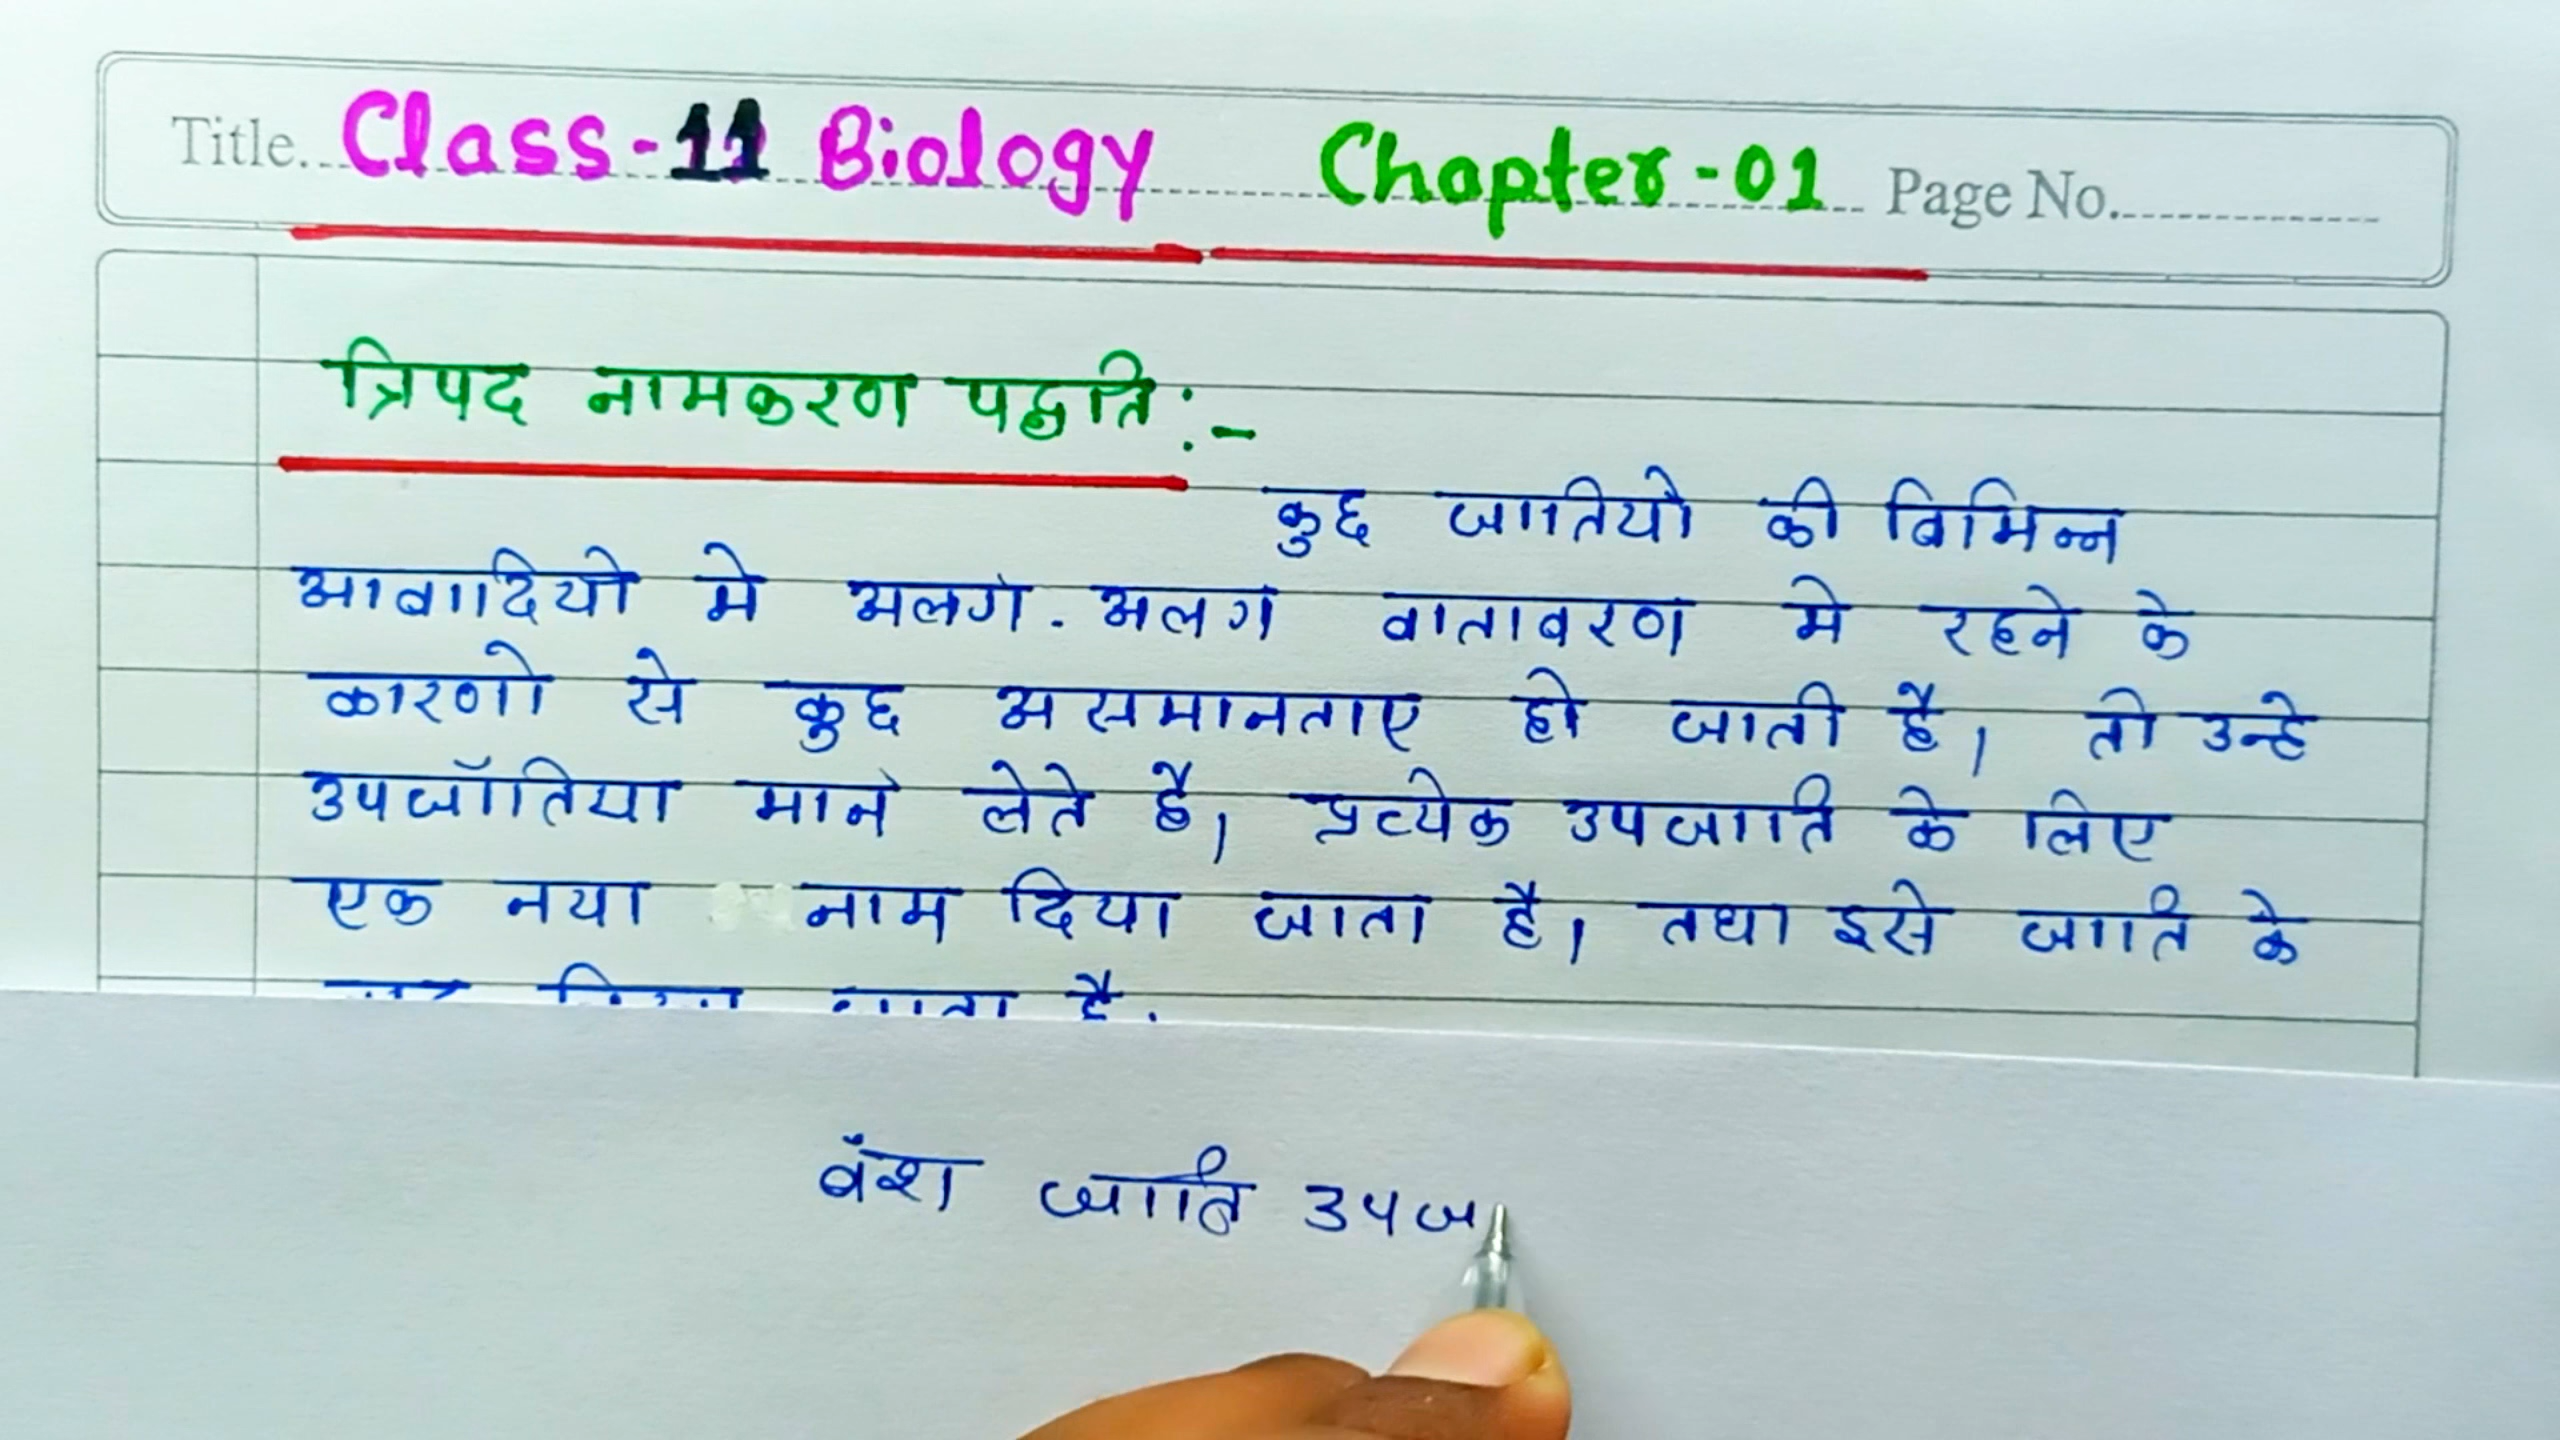 Title. Class-11 Biology Chapter-01 Page No.
त्रिपद नामकरण पद्धति :-
कुछ जातियो की बिभिन्न
आबादियो मे अलग-अलग वातावरण मे रहने के
कारणो से कुछ असमानताए हो जाती है। तो उन्हे
उपजॉतिया मान लेते है। प्रत्येक उपजाति के लिए
एक नया नाम दिया जाता है। तथा इसे जाति के
जाता है।
वॅश जाति उपज